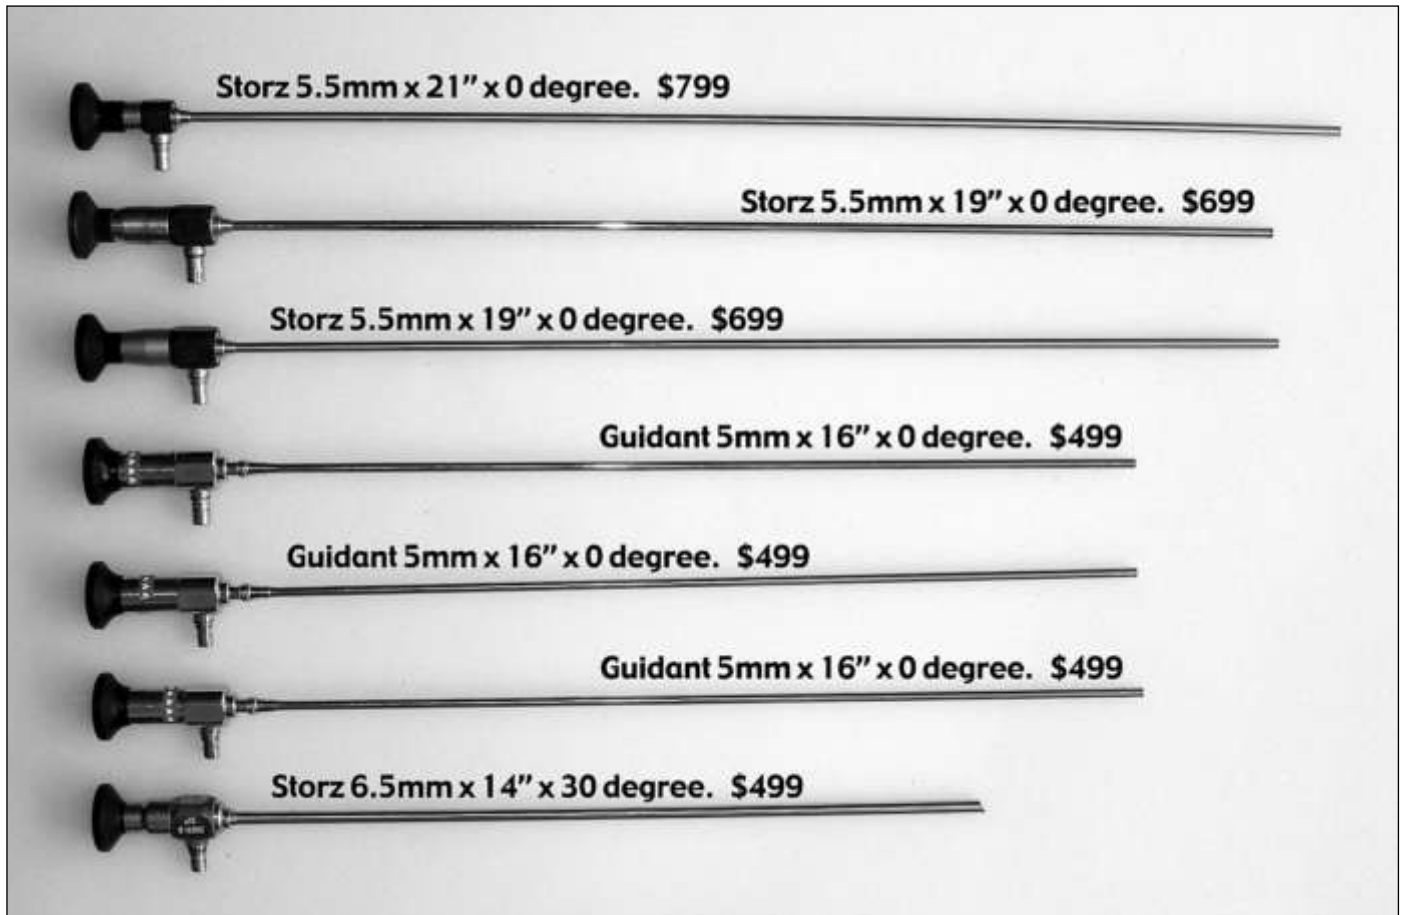 Storz 5.5mm x 21" x 0 degree. $799
Storz 5.5mm x 19" x 0 degree. $699
Storz 5.5mm x 19" x 0 degree. $699
Guidant 5mm x 16" x 0 degree. $499
Guidant 5mm x 16" x 0 degree. $499
Guidant 5mm x 16" x 0 degree. $499
Storz 6.5mm x 14" x 30 degree. $499